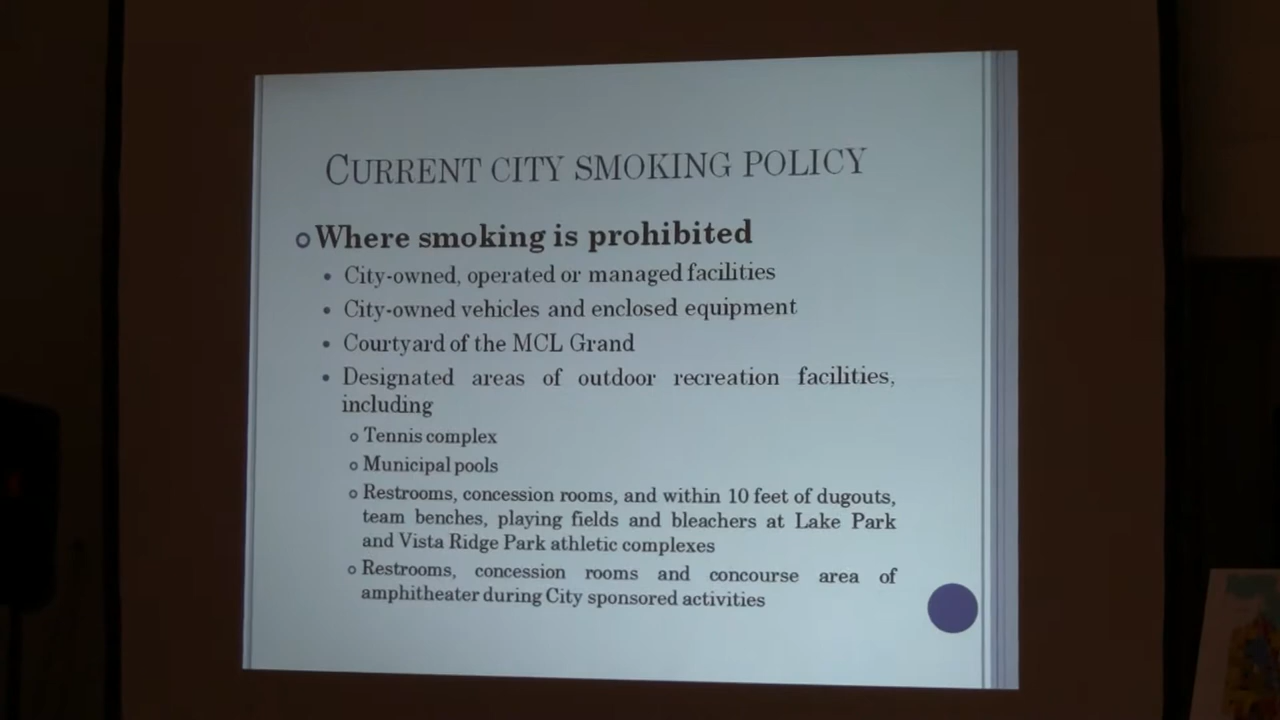 CURRENT CITY SMOKING POLICY
Where smoking is prohibited
City-owned, operated or managed facilities
City-owned vehicles and enclosed equipment
Courtyard of the MCL Grand
Designated areas of outdoor recreation facilities,
including
Tennis complex
Municipal pools
Restrooms, concession rooms, and within 10 feet of dugouts,
team benches, playing fields and bleachers at Lake Park
and Vista Ridge Park athletic complexes
Restrooms, concession rooms and concourse area of
amphitheater during City sponsored activities